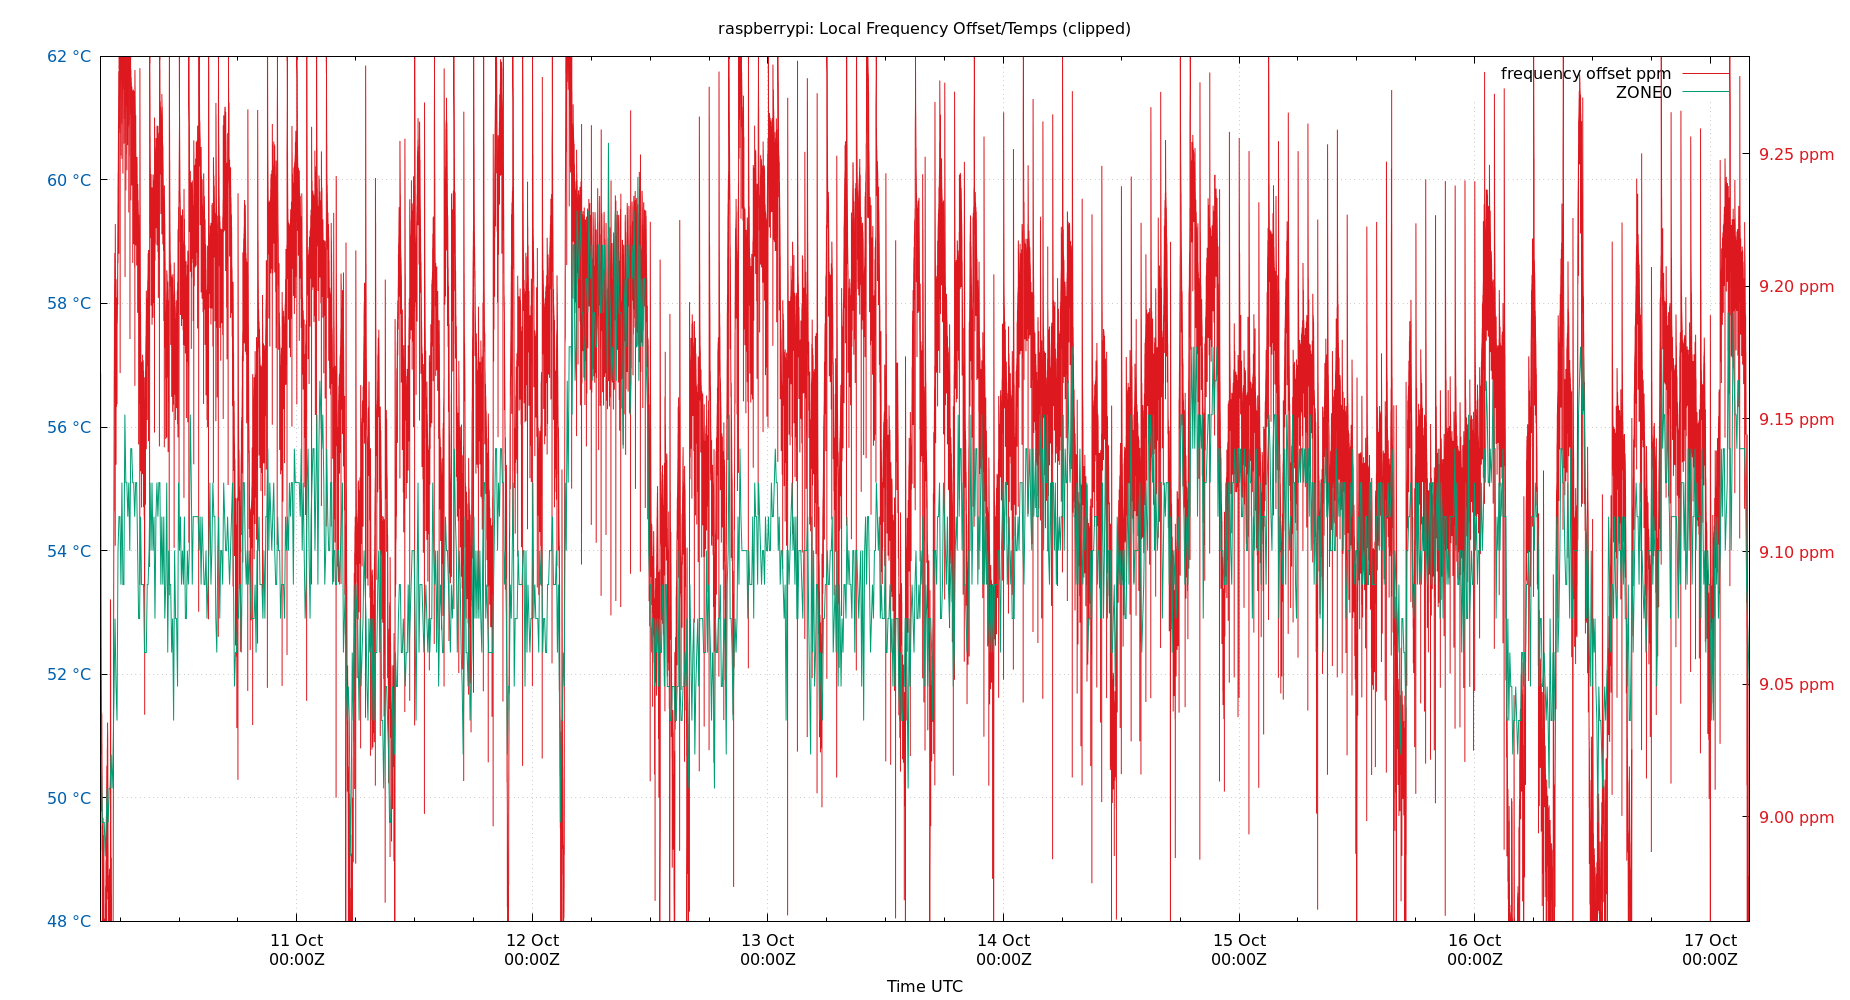 raspberrypi: Local Frequency Offset/Temps (clipped)
frequency offset ppm
ZONE0
62 °C
60 °C
58 °C
56 °C
54 °C
52 °C
50 °C
48 °C
9.25 ppm
9.20 ppm
9.15 ppm
9.10 ppm
9.05 ppm
9.00 ppm
11 Oct
00:00Z
12 Oct
00:00Z
13 Oct
00:00Z
14 Oct
00:00Z
15 Oct
00:00Z
16 Oct
00:00Z
17 Oct
00:00Z
Time UTC